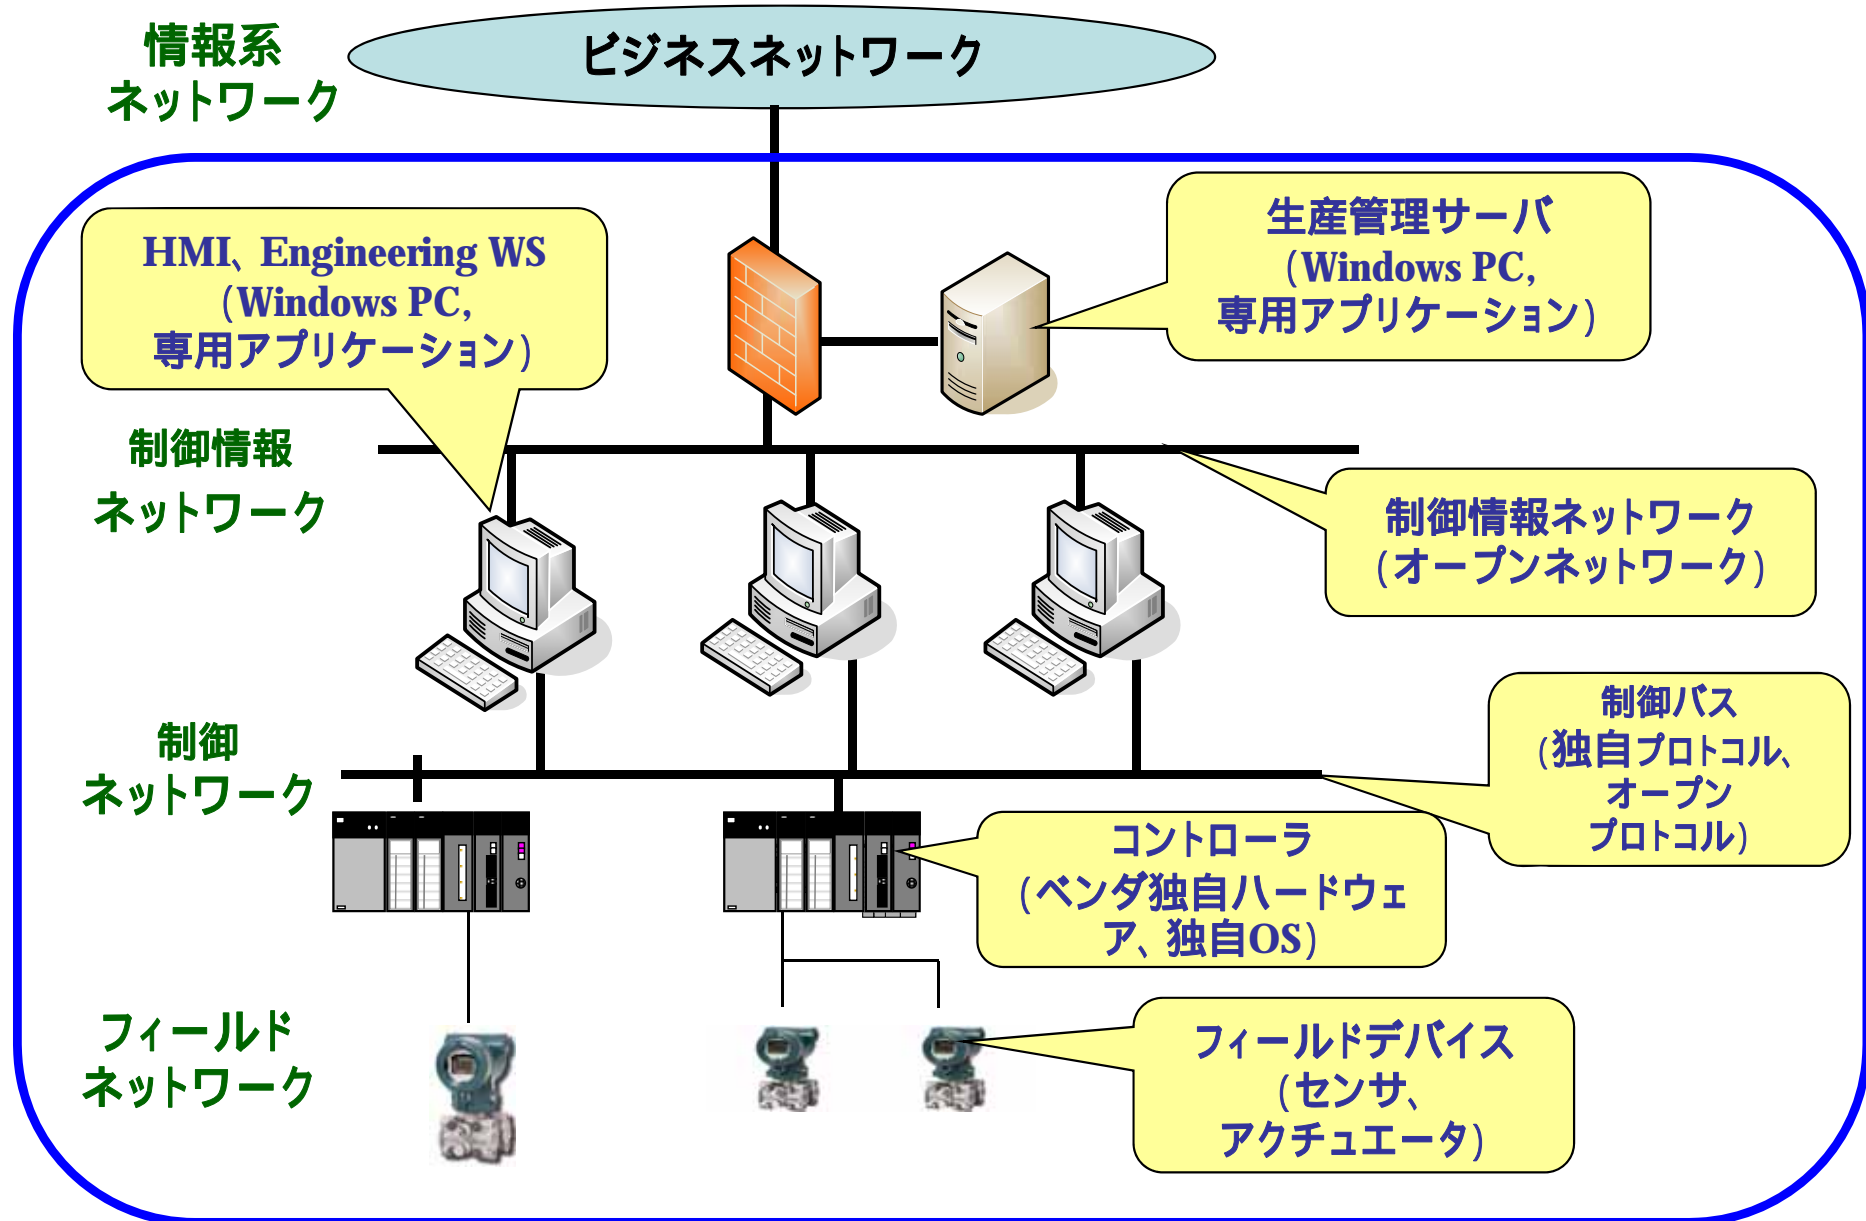 情報系
ネットワーク
ビジネスネットワーク
HMI、Engineering WS
(Windows PC,
専用アプリケーション)
生産管理サーバ
(Windows PC,
専用アプリケーション)
制御情報
ネットワーク
制御情報ネットワーク
(オープンネットワーク)
制御
ネットワーク
制御バス
(独自プロトコル、
オープン
プロトコル)
コントローラ
(ベンダ独自ハードウェ
ア、独自OS)
フィールド
ネットワーク
フィールドデバイス
(センサ、
アクチュエータ)